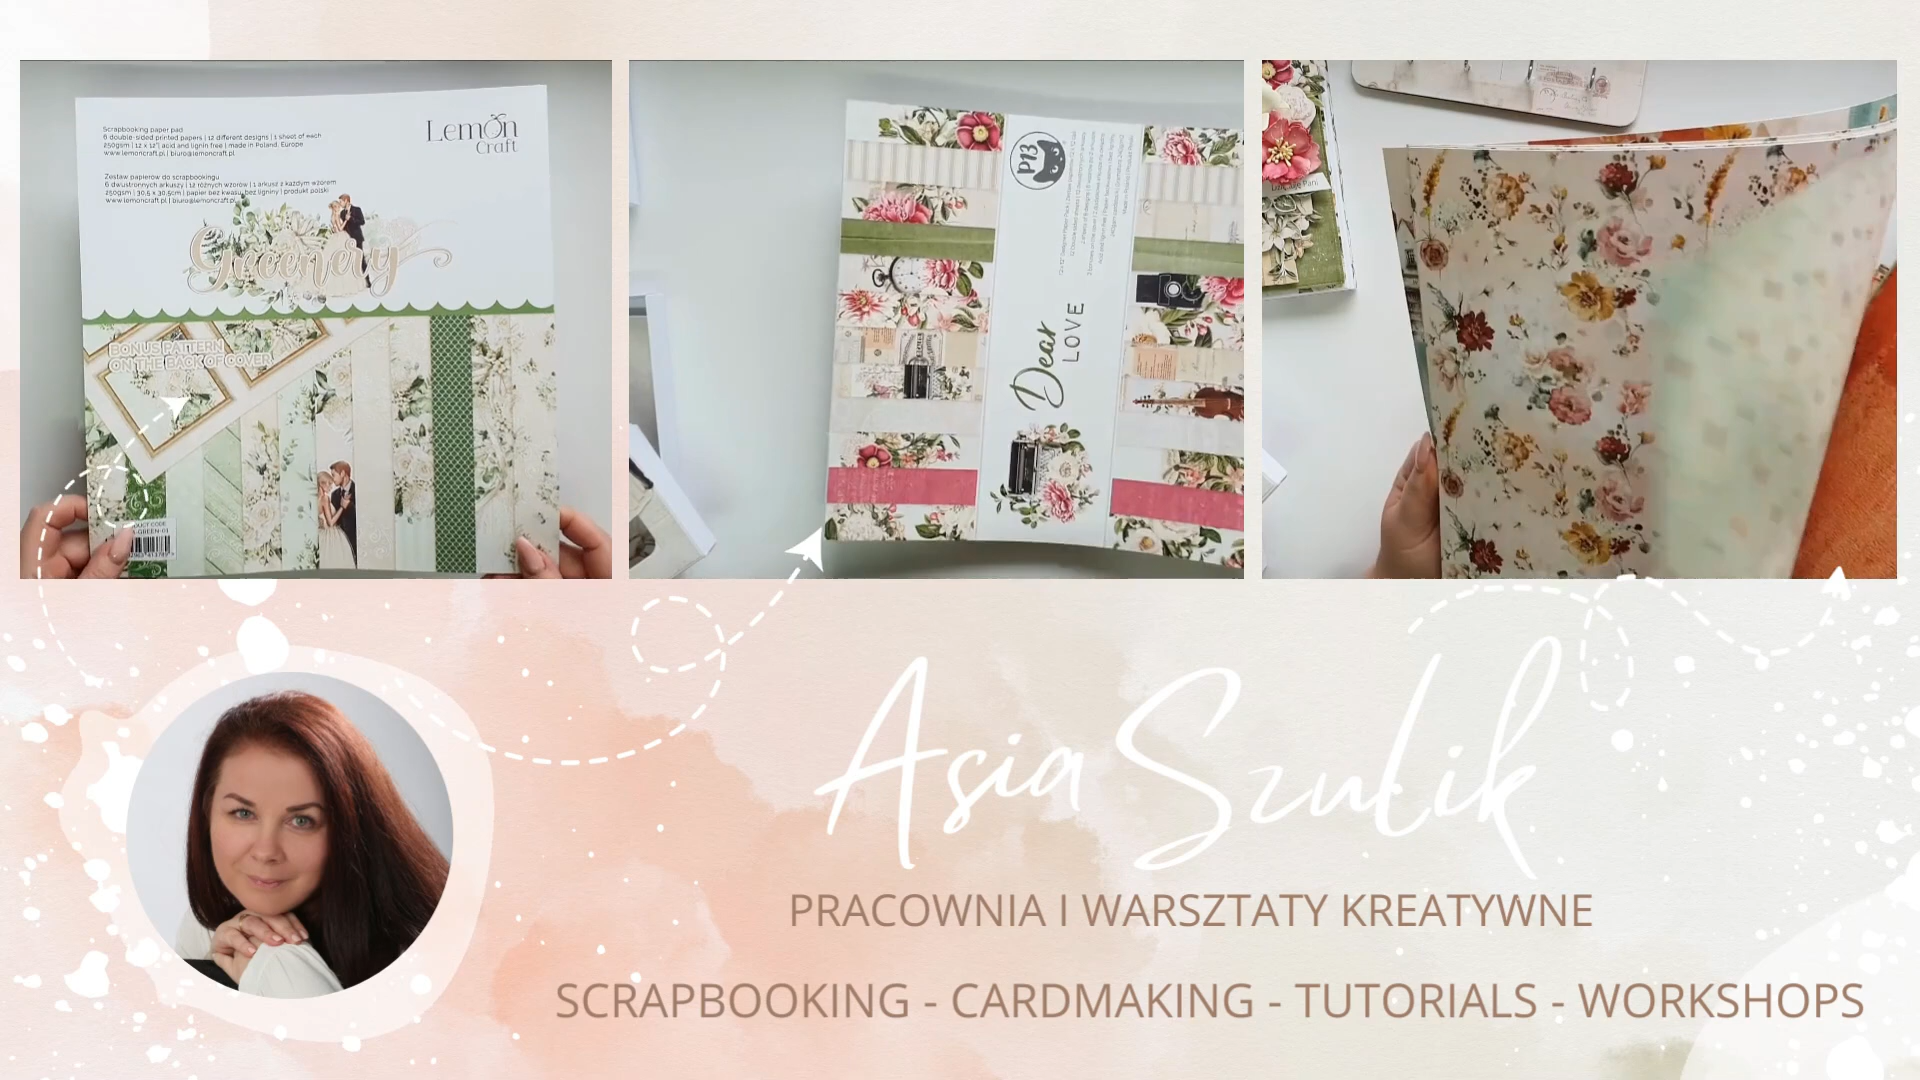 Scrapbooking paper pad
6 double-sided printed papers | 12 different designs | 1 sheet of each
250gsm | 12 x 12"| acid and lignin free | made in Poland, Europe
www.lemoncraft.pl | biuro@lemoncraft.pl
Lemon
Craft
Zestaw papierów do scrapbookingu
6 dwustronnych arkuszy | 12 różnych wzorów | 1 arkusz z każdym wzorem
250gsm | 30,5 x 30,5cm | papier bez kwasu, bez ligniny | produkt polski
www.lemoncraft.pl | biuro@lemoncraft.pl
Greenery
BONUS PATTERN
ON THE BACK OF COVER
P13
Dear
LOVE
Asia Szulik
PRACOWNIA I WARSZTATY KREATYWNE
SCRAPBOOKING - CARDMAKING - TUTORIALS - WORKSHOPS